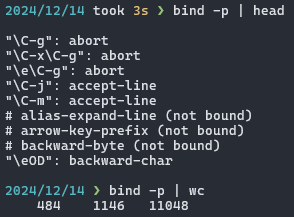 2024/12/14 took 3s ❯ bind -p | head

"\C-g": abort
"\C-x\C-g": abort
"\e\C-g": abort
"\C-j": accept-line
"\C-m": accept-line
# alias-expand-line (not bound)
# arrow-key-prefix (not bound)
# backward-byte (not bound)
"\eOD": backward-char

2024/12/14 ❯ bind -p | wc
    484    1146   11048